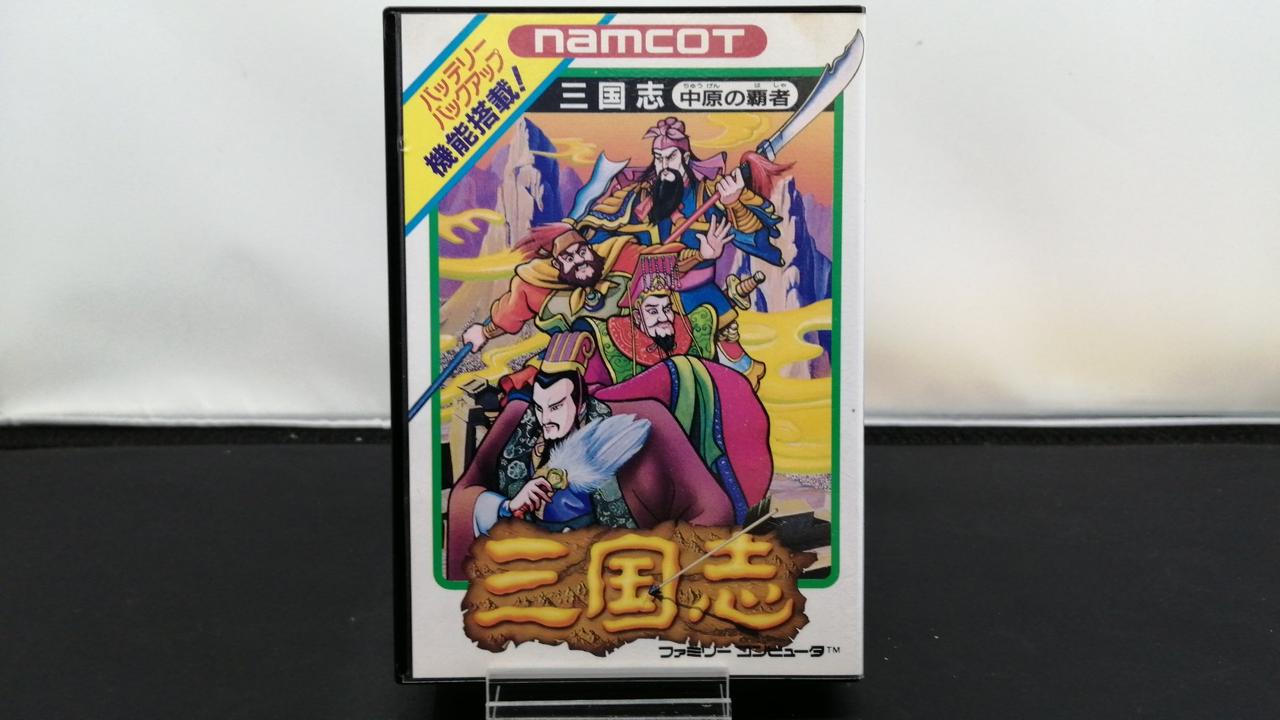 バッテリー
バックアップ
機能搭載!
namcoT
三国志 中原の覇者
ちゅうげん はしゃ
三国志
ファミリー コンピュータ™